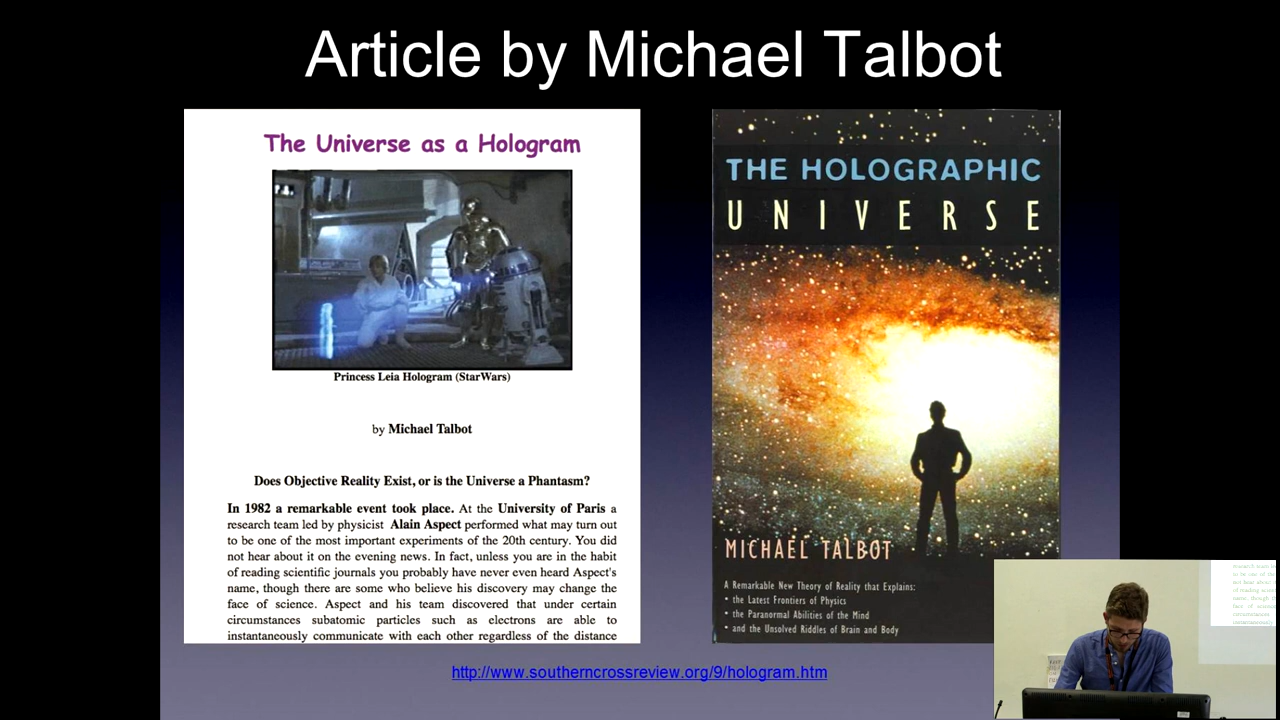 Article by Michael Talbot
The Universe as a Hologram
Princess Leia Hologram (StarWars)
by Michael Talbot
Does Objective Reality Exist, or is the Universe a Phantasm?
In 1982 a remarkable event took place. At the University of Paris a
research team led by physicist Alain Aspect performed what may turn out
to be one of the most important experiments of the 20th century. You did
not hear about it on the evening news. In fact, unless you are in the habit
of reading scientific journals you probably have never even heard Aspect's
name, though there are some who believe his discovery may change the
face of science. Aspect and his team discovered that under certain
circumstances subatomic particles such as electrons are able to
instantaneously communicate with each other regardless of the distance
THE HOLOGRAPHIC
UNIVERSE
MICHAEL TALBOT
A Remarkable New Theory of Reality that Explains:
• the Latest Frontiers of Physics
• the Paranormal Abilities of the Mind
• and the Unsolved Riddles of Brain and Body
http://www.southerncrossreview.org/9/hologram.htm